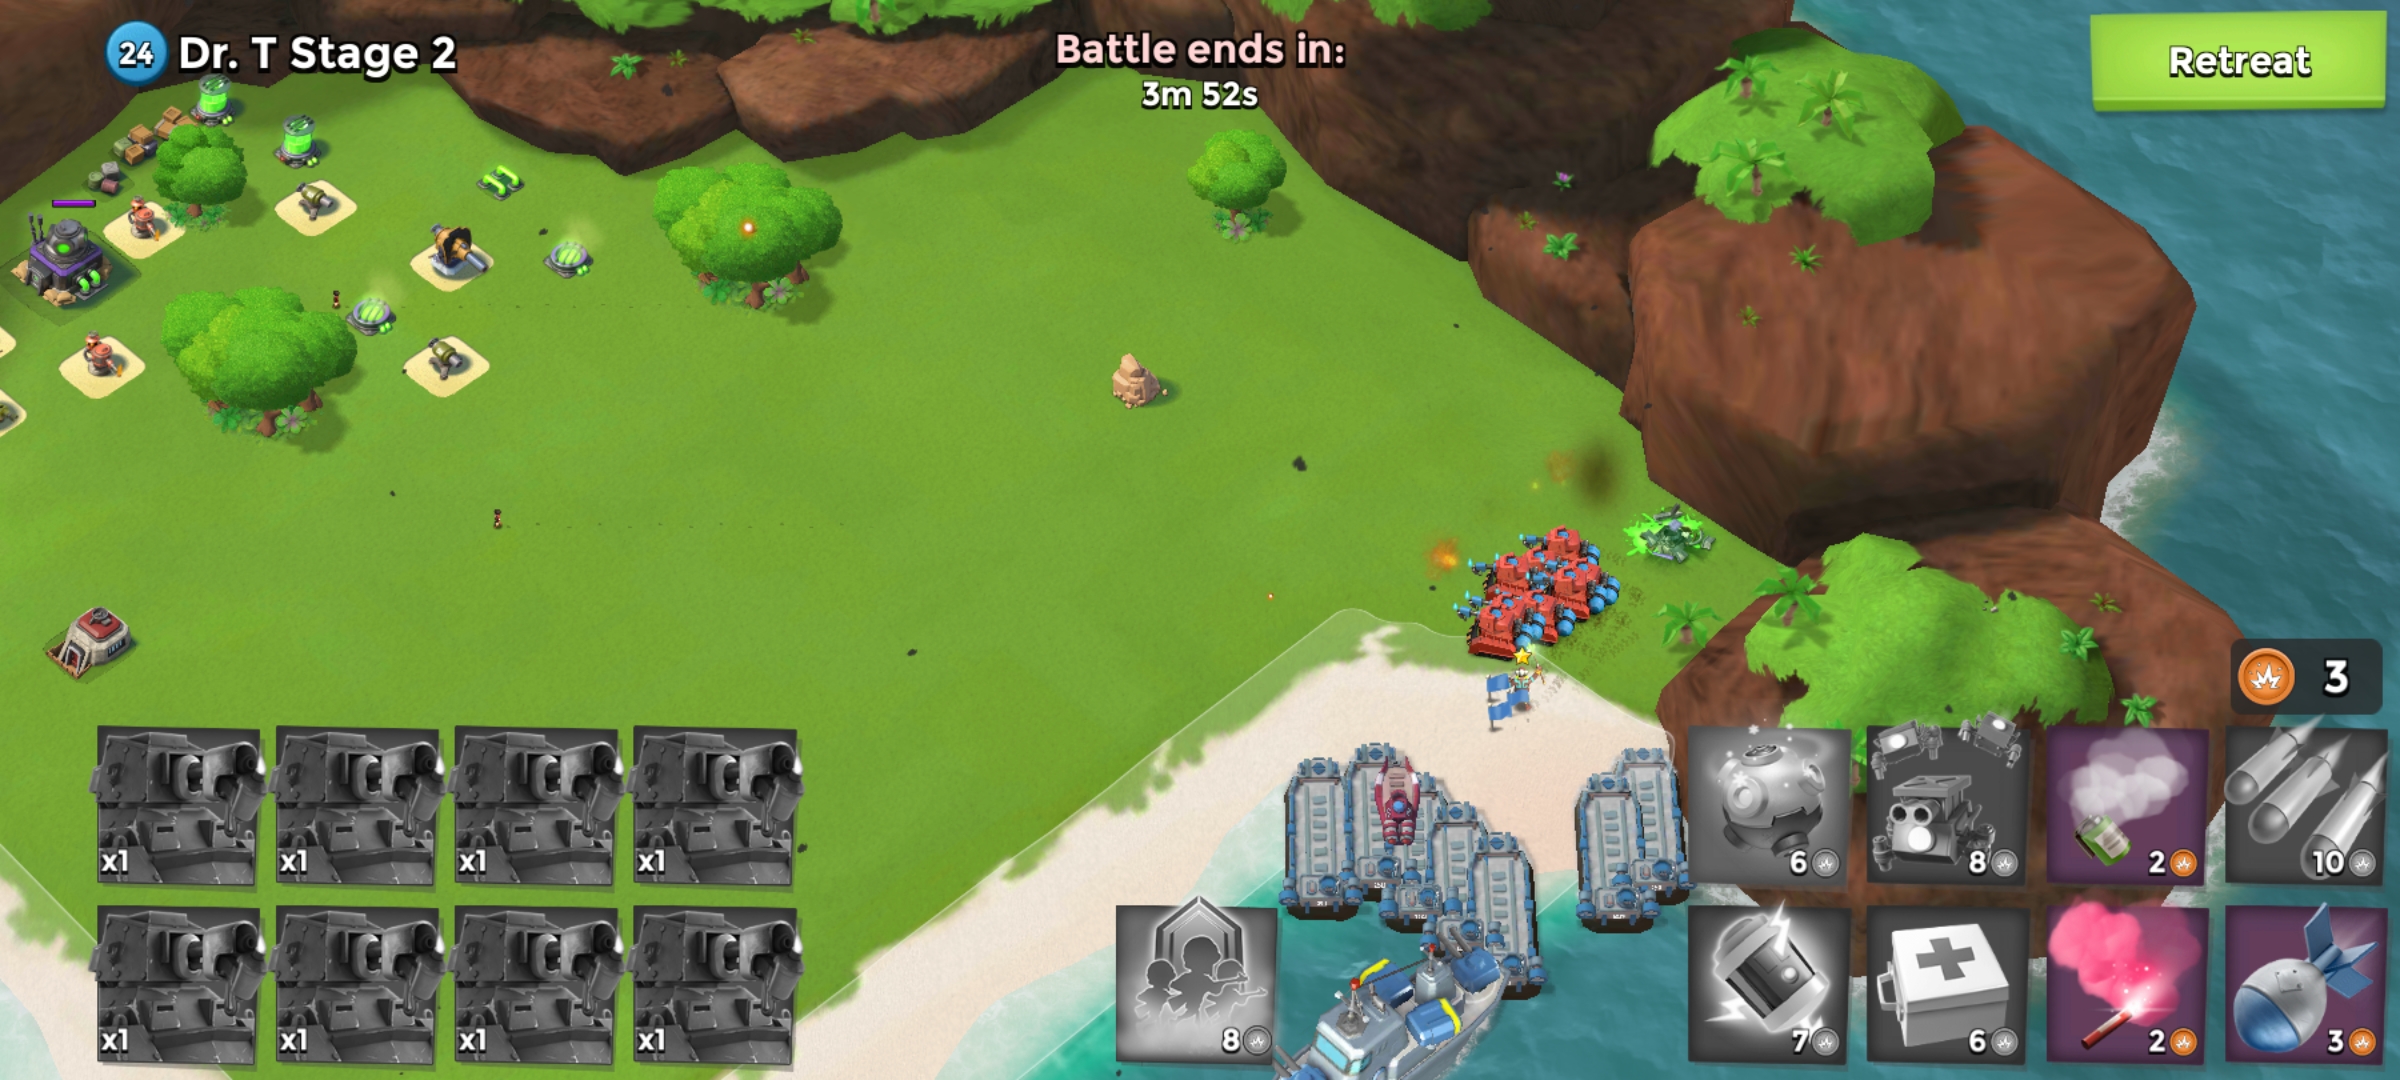 24 Dr. T Stage 2
Battle ends in:
3m 52s
Retreat
3
x1 x1 x1 x1
6 8 2 10
x1 x1 x1 x1
8
7 6 2 3